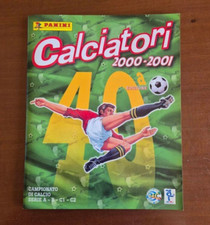 PANINI
Calciatori
2000-2001
40
CAMPIONATO
DI CALCIO
SERIE A - B - C1 - C2